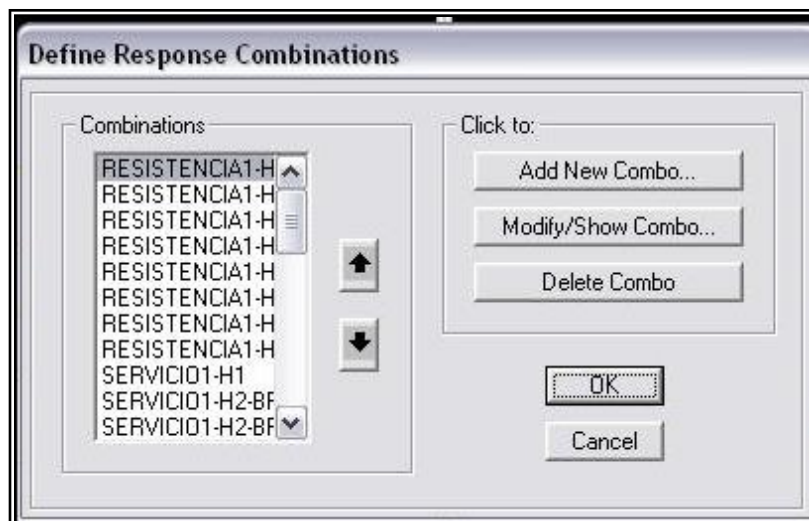 Define Response Combinations
Combinations
RESISTENCIA1-H
RESISTENCIA1-H
RESISTENCIA1-H
RESISTENCIA1-H
RESISTENCIA1-H
RESISTENCIA1-H
RESISTENCIA1-H
RESISTENCIA1-H
SERVICIO1-H1
SERVICIO1-H2-BF
SERVICIO1-H2-BF
Click to:
Add New Combo...
Modify/Show Combo...
Delete Combo
OK
Cancel